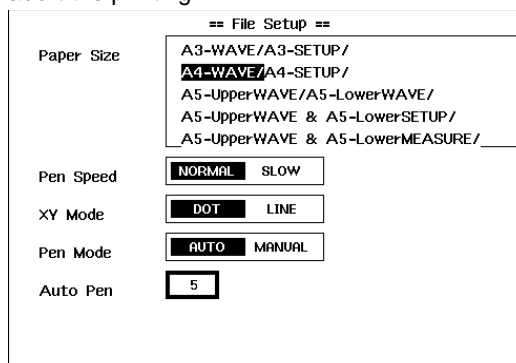 == File Setup ==
Paper Size
A3-WAVE/A3-SETUP/
A4-WAVE/A4-SETUP/
A5-UpperWAVE/A5-LowerWAVE/
A5-UpperWAVE & A5-LowerSETUP/
_A5-UpperWAVE & A5-LowerMEASURE/__
Pen Speed NORMAL SLOW
XY Mode DOT LINE
Pen Mode AUTO MANUAL
Auto Pen 5